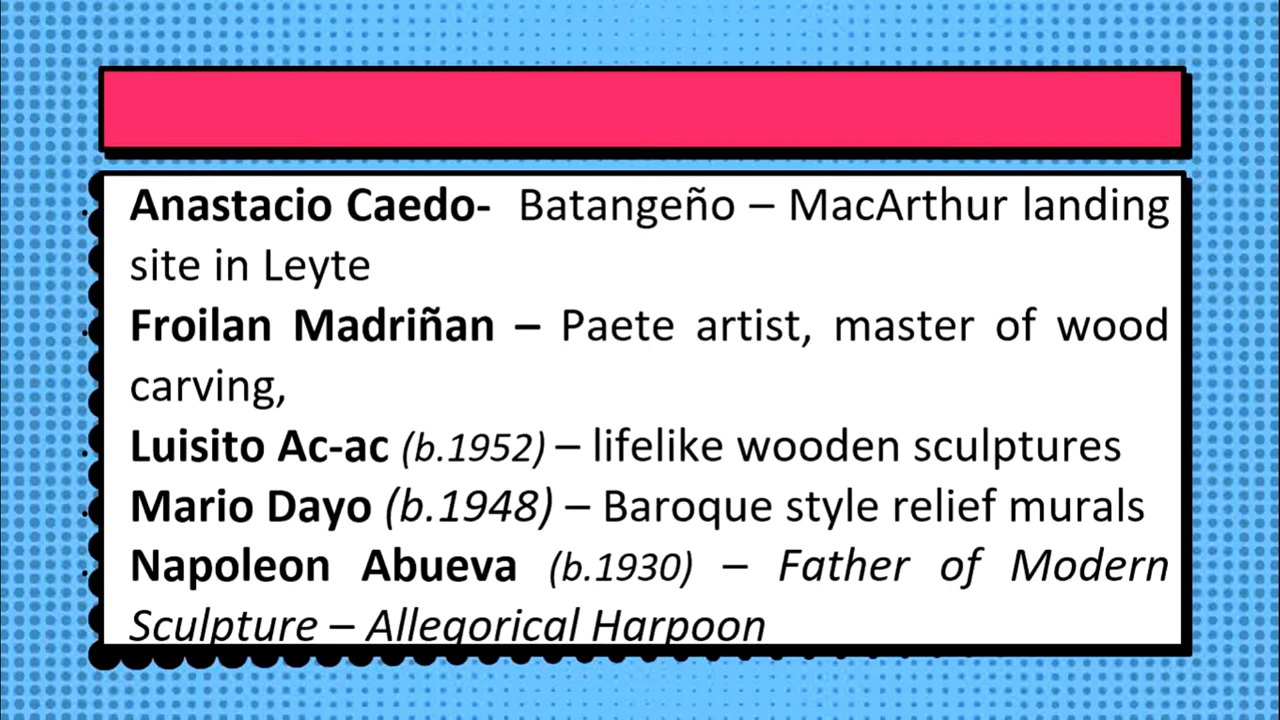 Anastacio Caedo- Batangeño – MacArthur landing
site in Leyte
Froilan Madriñan – Paete artist, master of wood
carving,
Luisito Ac-ac (b.1952) – lifelike wooden sculptures
Mario Dayo (b.1948) – Baroque style relief murals
Napoleon Abueva (b.1930) – Father of Modern
Sculpture – Allegorical Harpoon